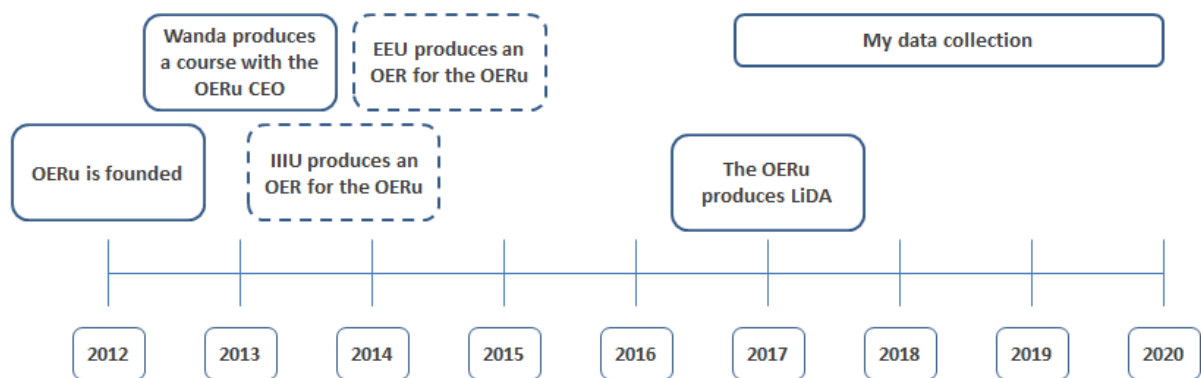 Wanda produces
a course with the
OERu CEO
EEU produces an
OER for the OERu
My data collection
OERu is founded
IIIU produces an
OER for the OERu
The OERu
produces LiDA
2012
2013
2014
2015
2016
2017
2018
2019
2020